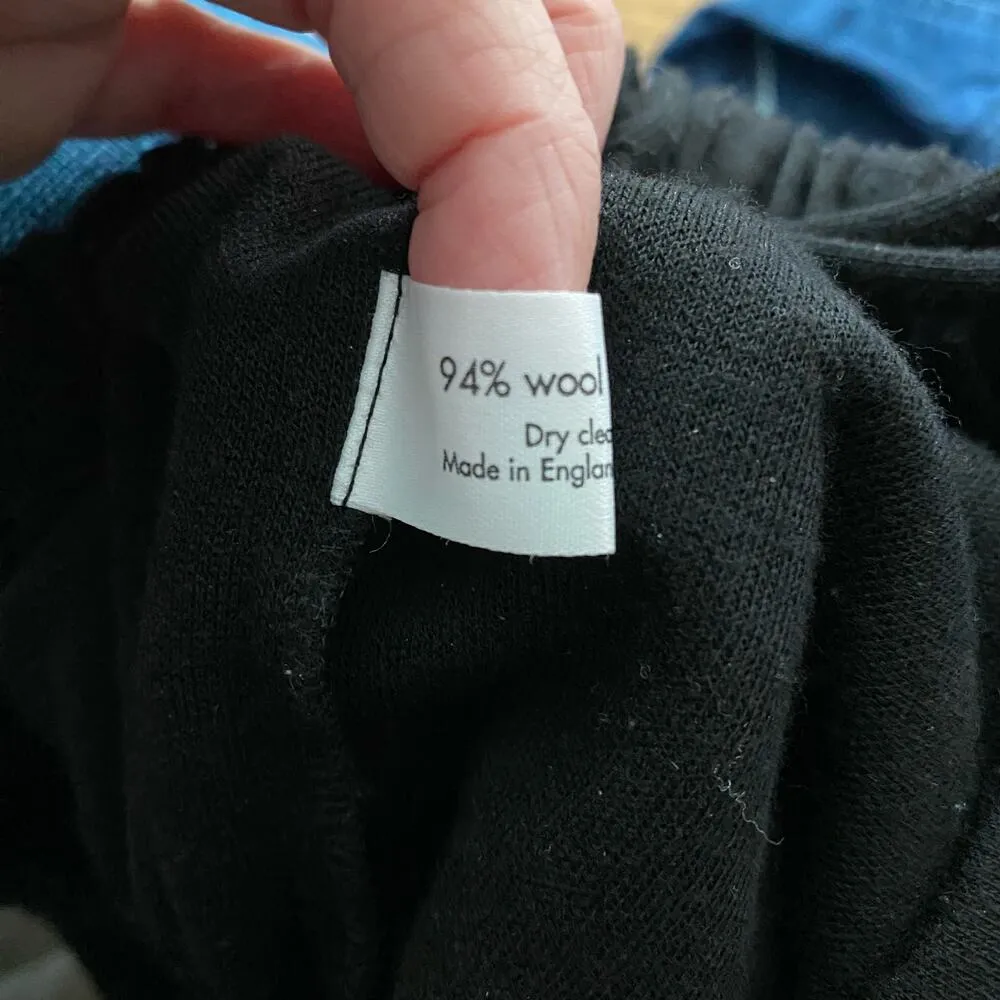 94% wool
Dry clea
Made in Englan